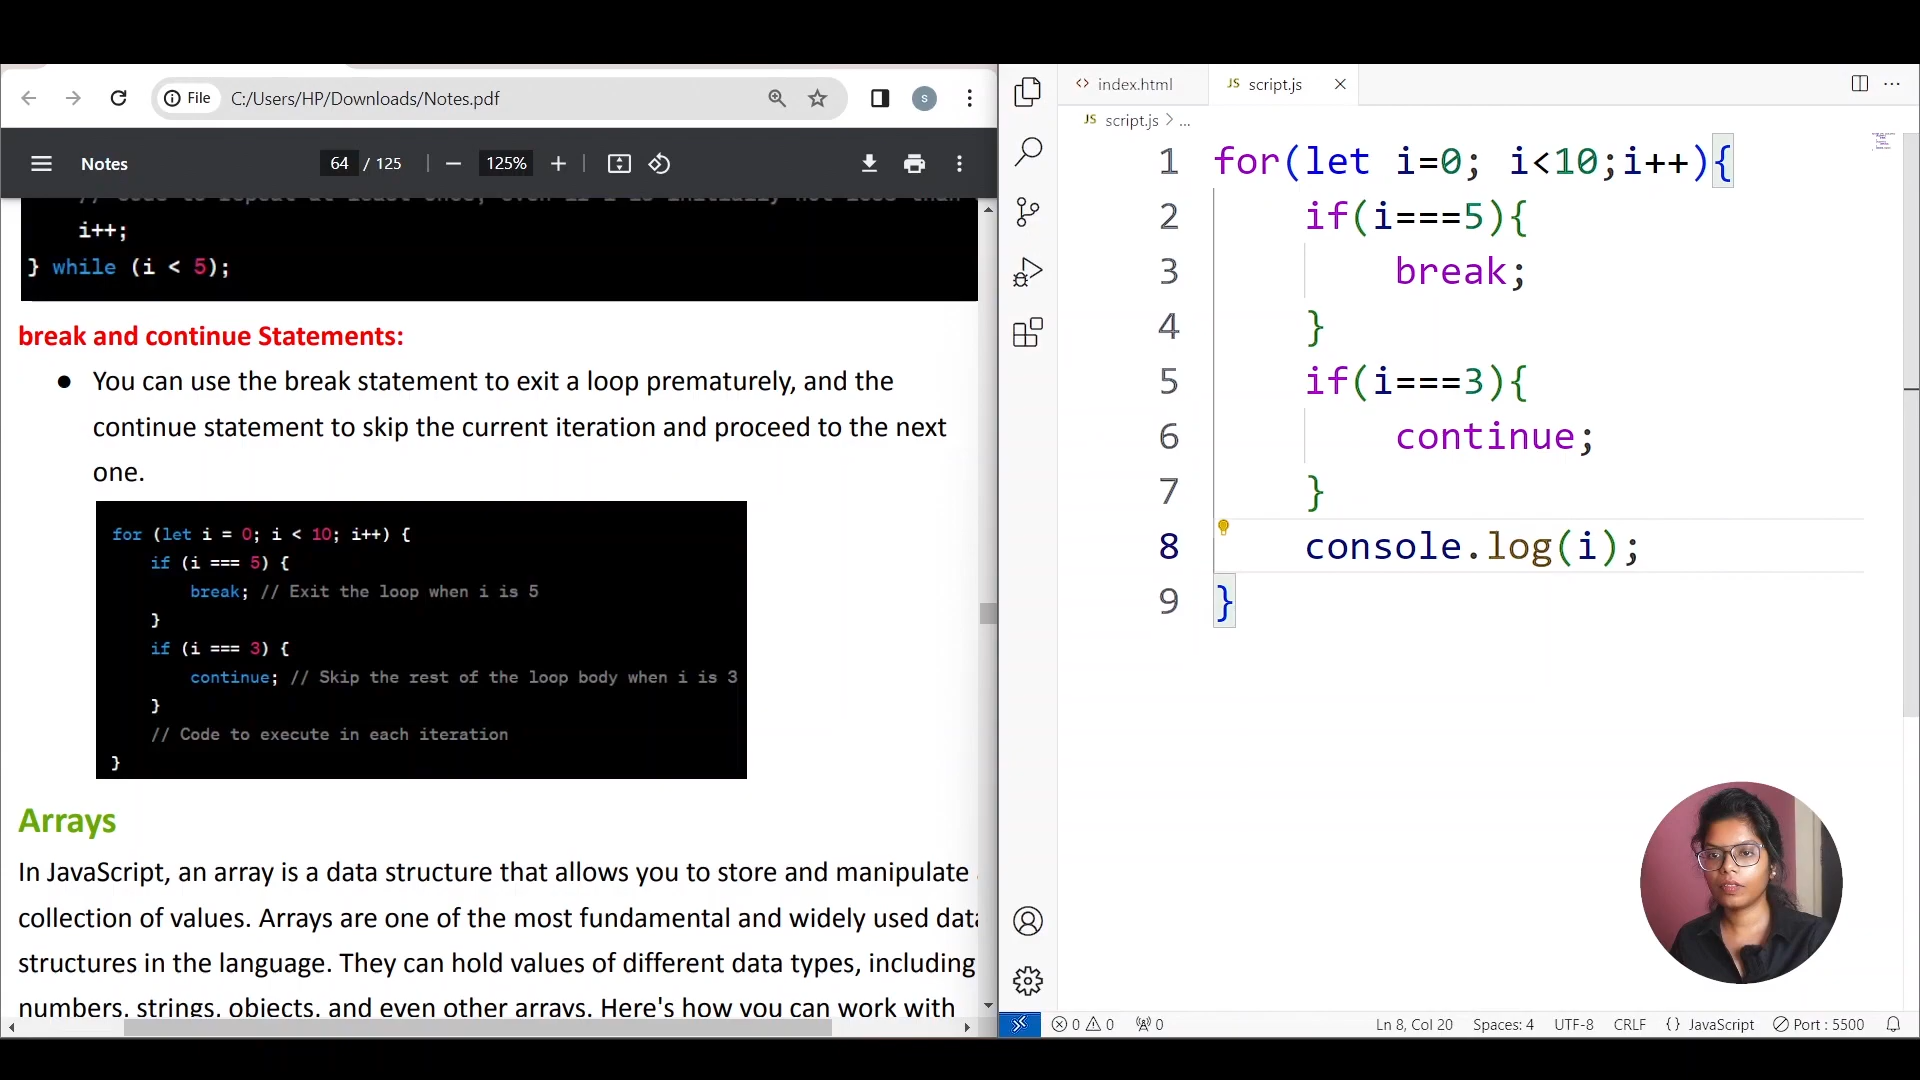 File C:/Users/HP/Downloads/Notes.pdf
s
Notes
64 / 125
125%
i++;
} while (i < 5);
break and continue Statements:
● You can use the break statement to exit a loop prematurely, and the
continue statement to skip the current iteration and proceed to the next
one.
for (let i = 0; i < 10; i++) {
if (i === 5) {
break; // Exit the loop when i is 5
}
if (i === 3) {
continue; // Skip the rest of the loop body when i is 3
}
// Code to execute in each iteration
}
Arrays
In JavaScript, an array is a data structure that allows you to store and manipulate
collection of values. Arrays are one of the most fundamental and widely used data
structures in the language. They can hold values of different data types, including
numbers, strings, objects, and even other arrays. Here's how you can work with
<> index.html
JS script.js
JS script.js > ...
1 for(let i=0; i<10;i++){
2 if(i===5){
3 break;
4 }
5 if(i===3){
6 continue;
7 }
8 console.log(i);
9 }
0 0 0
Ln 8, Col 20 Spaces: 4 UTF-8 CRLF {} JavaScript Port : 5500